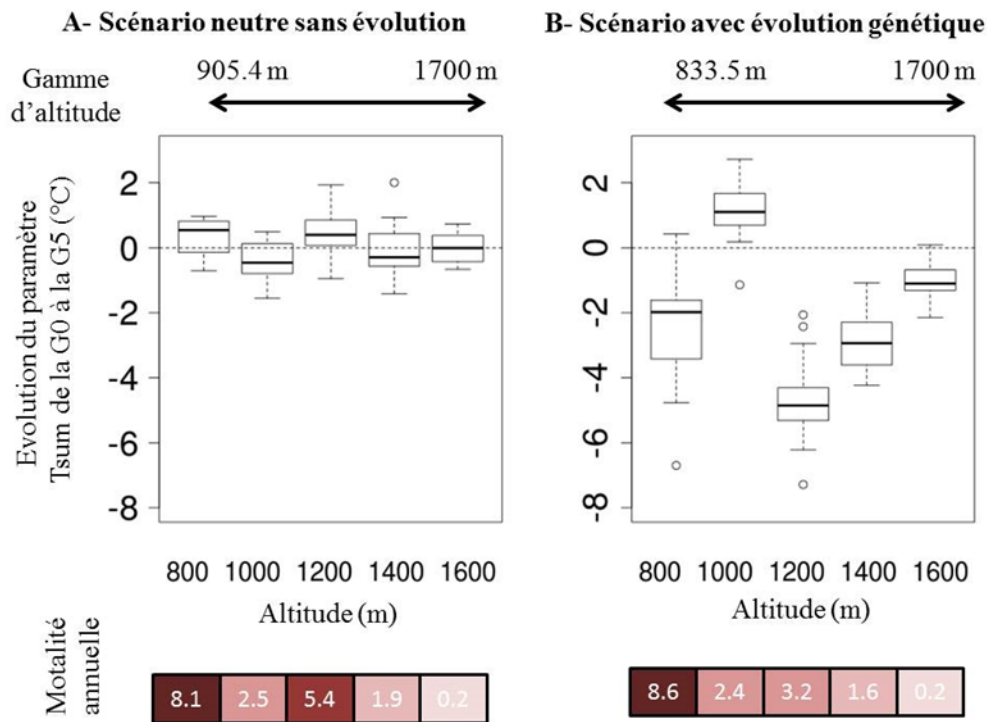 A- Scénario neutre sans évolution
B- Scénario avec évolution génétique
Gamme
d'altitude
905.4 m
1700 m
833.5 m
1700 m
Evolution du paramètre
Tsum de la G0 à la G5 (°C)
2
0
-2
-4
-6
-8
2
0
-2
-4
-6
-8
800 1000 1200 1400 1600
Altitude (m)
800 1000 1200 1400 1600
Altitude (m)
Motalité
annuelle
8.1 2.5 5.4 1.9 0.2
8.6 2.4 3.2 1.6 0.2